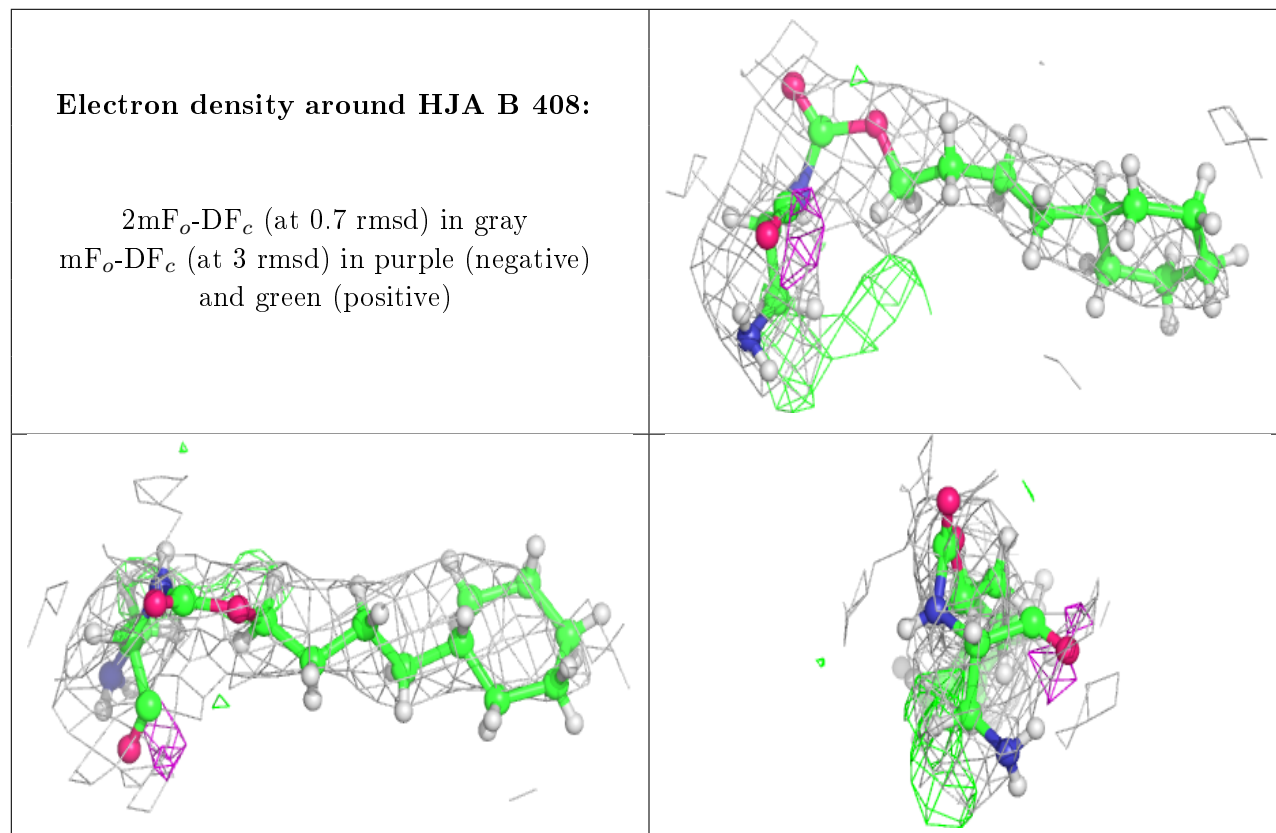 Electron density around HJA B 408:
2mFo-DFc (at 0.7 rmsd) in gray
mFo-DFc (at 3 rmsd) in purple (negative)
and green (positive)